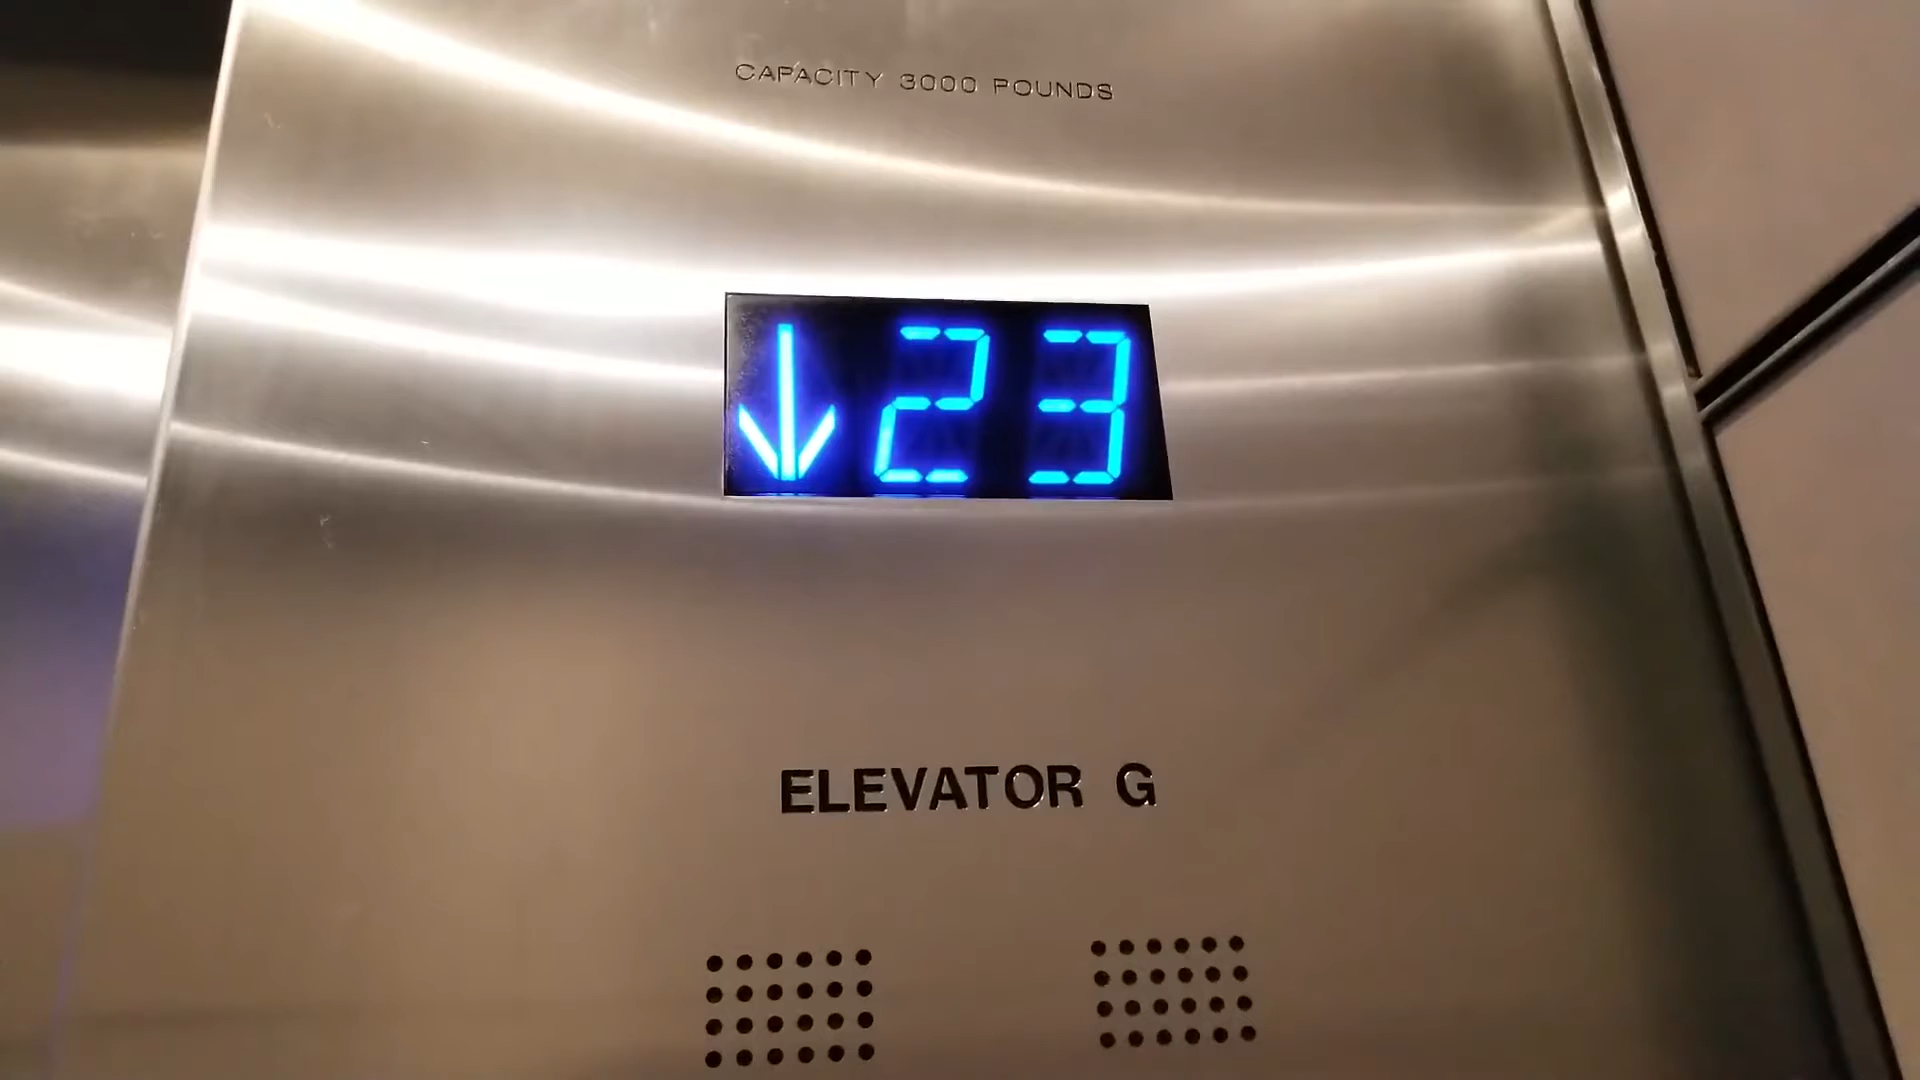 CAPACITY 3000 POUNDS
↓ 23
ELEVATOR G